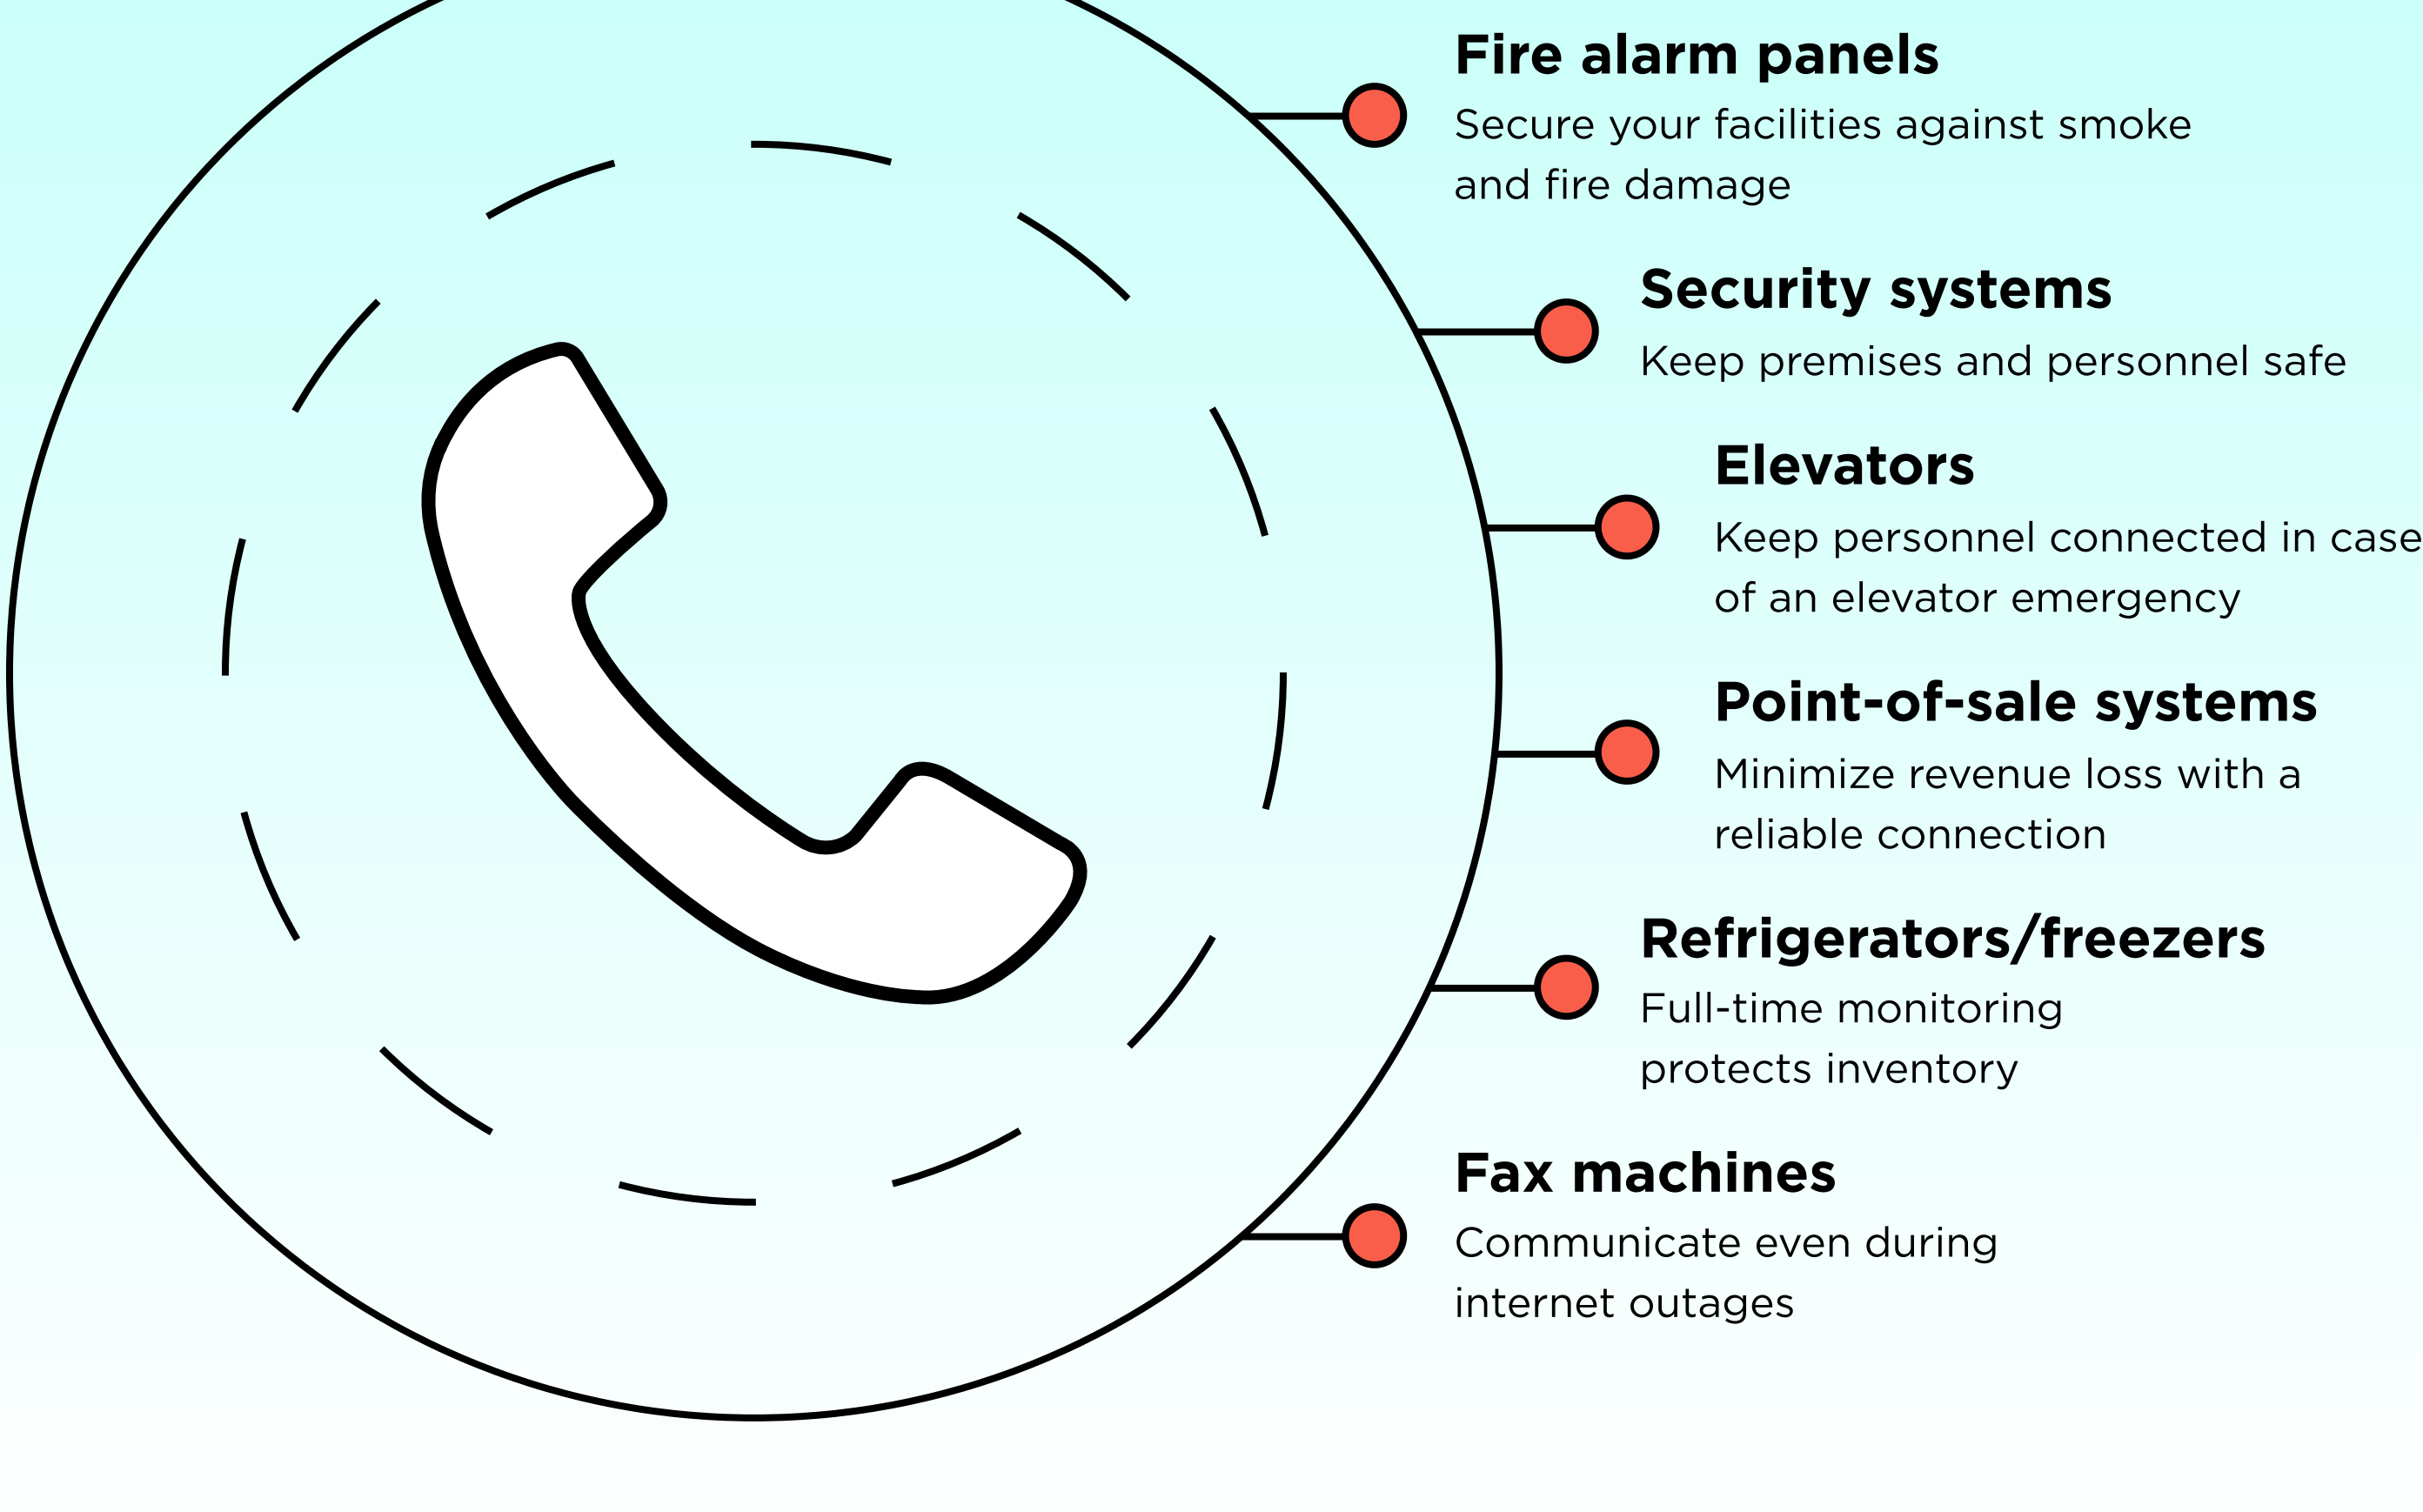 Fire alarm panels
Secure your facilities against smoke
and fire damage
Security systems
Keep premises and personnel safe
Elevators
Keep personnel connected in case
of an elevator emergency
Point-of-sale systems
Minimize revenue loss with a
reliable connection
Refrigerators/freezers
Full-time monitoring
protects inventory
Fax machines
Communicate even during
internet outages